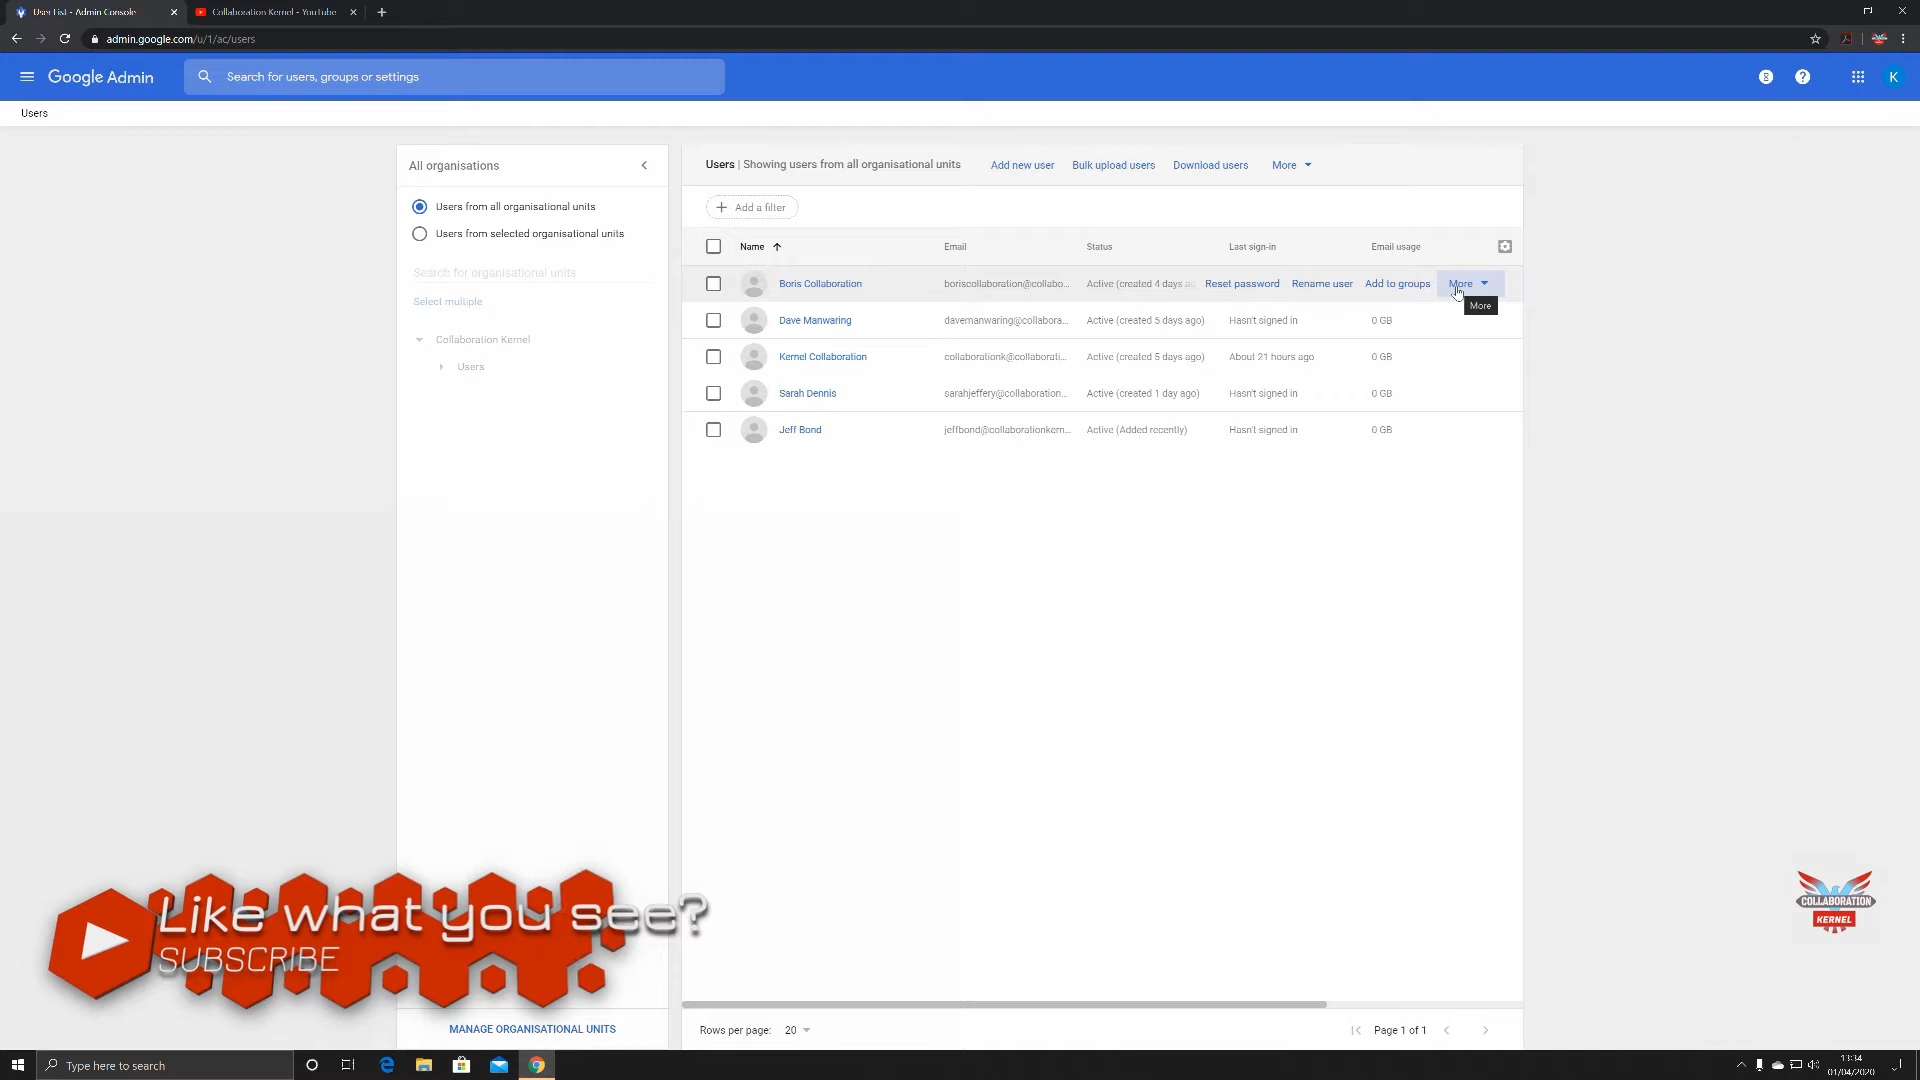 User List - Admin Console
Collaboration Kernel - YouTube
admin.google.com/u/1/ac/users
Google Admin
Search for users, groups or settings
K
Users
All organisations
Users from all organisational units
Users from selected organisational units
Search for organisational units
Select multiple
Collaboration Kernel
Users
MANAGE ORGANISATIONAL UNITS
Users | Showing users from all organisational units
Add new user
Bulk upload users
Download users
More
Add a filter
Name
Email
Status
Last sign-in
Email usage
Boris Collaboration
boriscollaboration@collabo...
Active (created 4 days a
Reset password
Rename user
Add to groups
More
More
Dave Manwaring
davemanwaring@collabora...
Active (created 5 days ago)
Hasn't signed in
0 GB
Kernel Collaboration
collaborationk@collaborati...
Active (created 5 days ago)
About 21 hours ago
0 GB
Sarah Dennis
sarahjeffery@collaboration...
Active (created 1 day ago)
Hasn't signed in
0 GB
Jeff Bond
jeffbond@collaborationkern...
Active (Added recently)
Hasn't signed in
0 GB
Rows per page: 20
Page 1 of 1
Like what you see?
SUBSCRIBE
COLLABORATION
KERNEL
Type here to search
13:34
01/04/2020